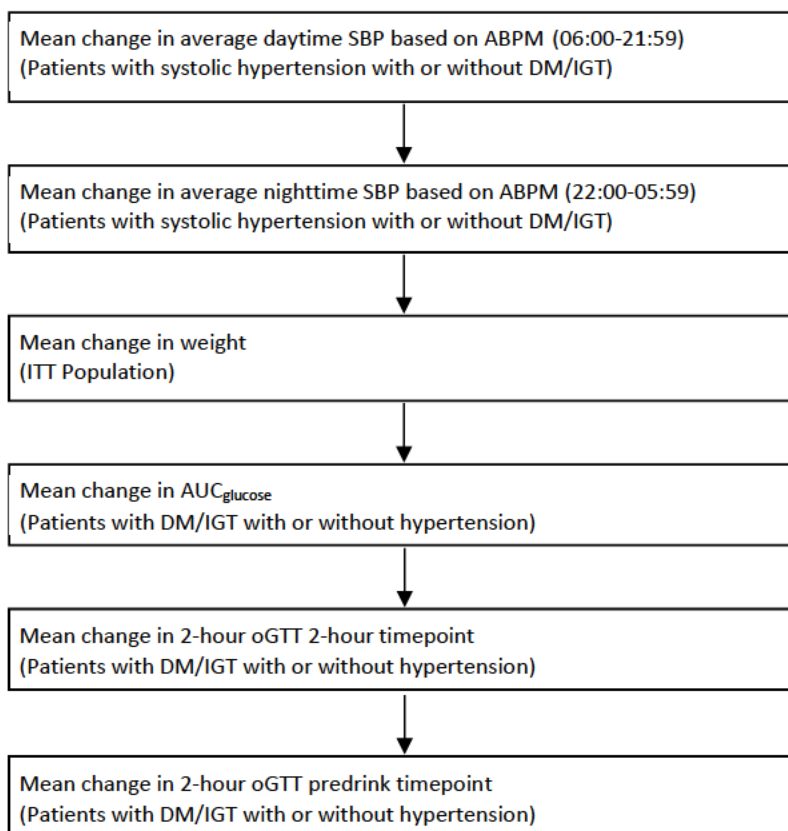 Mean change in average daytime SBP based on ABPM (06:00-21:59)
(Patients with systolic hypertension with or without DM/IGT)
Mean change in average nighttime SBP based on ABPM (22:00-05:59)
(Patients with systolic hypertension with or without DM/IGT)
Mean change in weight
(ITT Population)
Mean change in AUCglucose
(Patients with DM/IGT with or without hypertension)
Mean change in 2-hour oGTT 2-hour timepoint
(Patients with DM/IGT with or without hypertension)
Mean change in 2-hour oGTT predrink timepoint
(Patients with DM/IGT with or without hypertension)